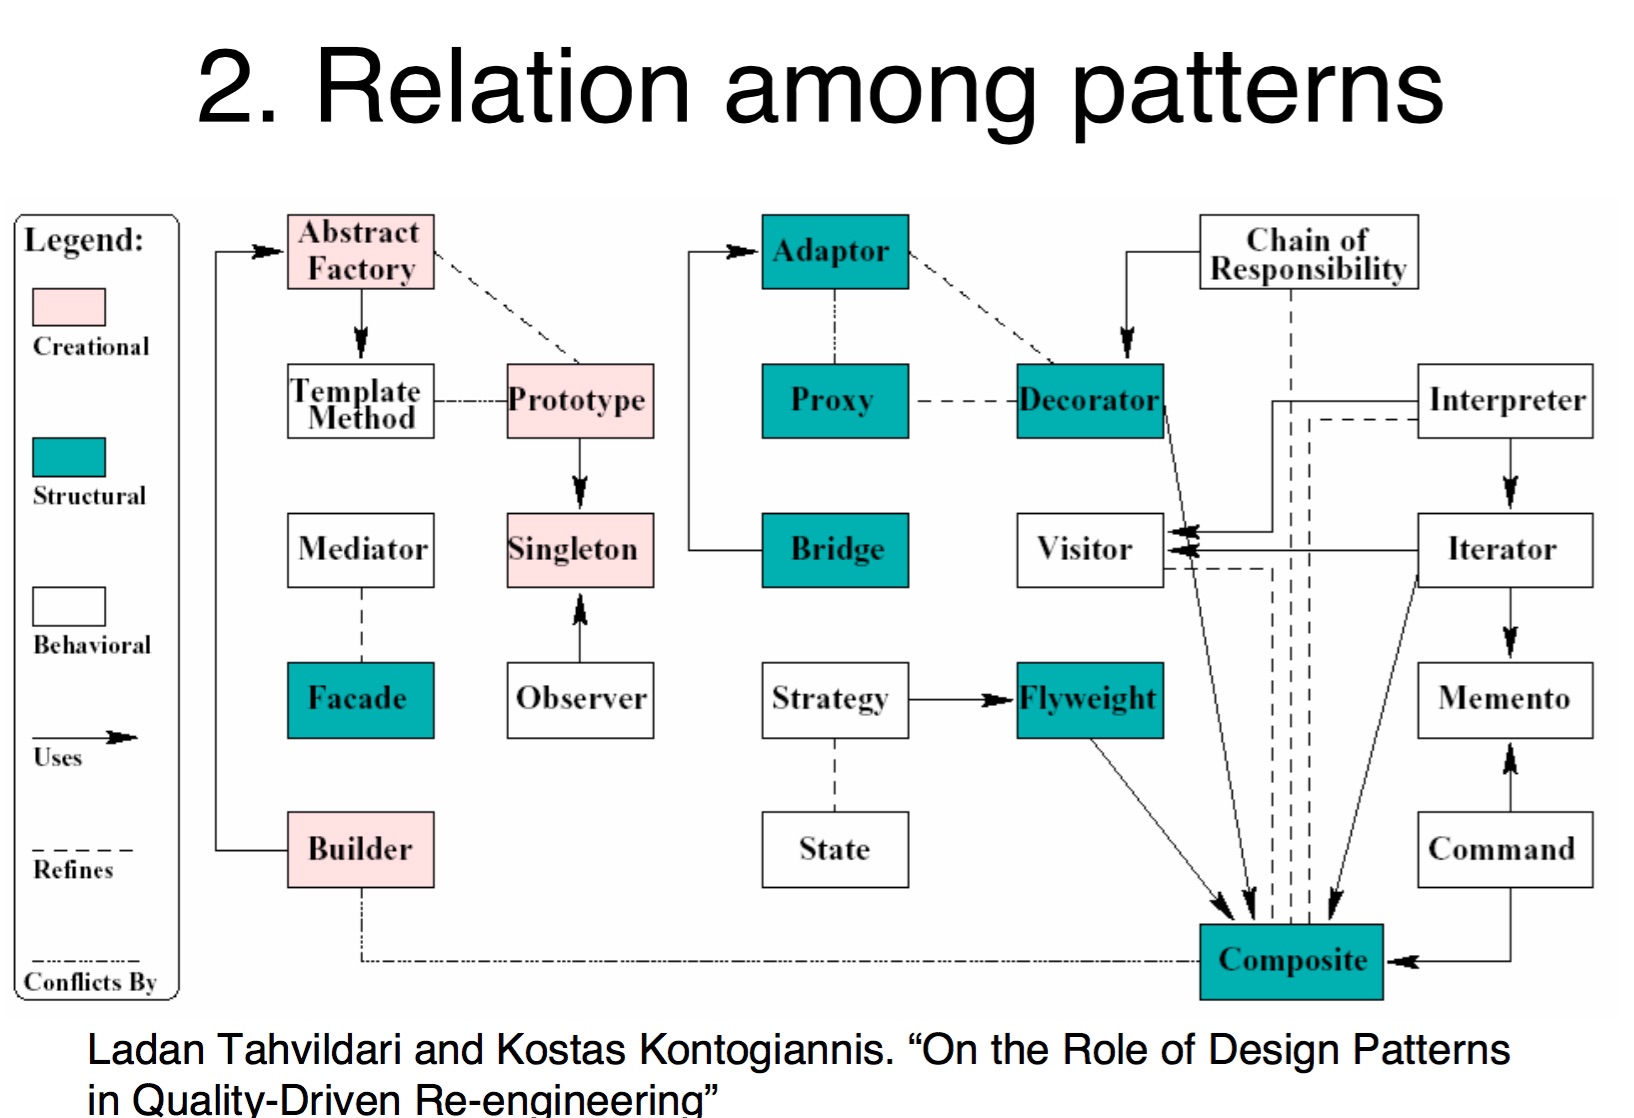 2. Relation among patterns
Legend:
Creational
Structural
Behavioral
Uses
Refines
Conflicts By
Abstract
Factory
Adaptor
Chain of
Responsibility
Template
Method
Prototype
Proxy
Decorator
Interpreter
Mediator
Singleton
Bridge
Visitor
Iterator
Facade
Observer
Strategy
Flyweight
Memento
Builder
State
Command
Composite
Ladan Tahvildari and Kostas Kontogiannis. “On the Role of Design Patterns
in Quality-Driven Re-engineering”